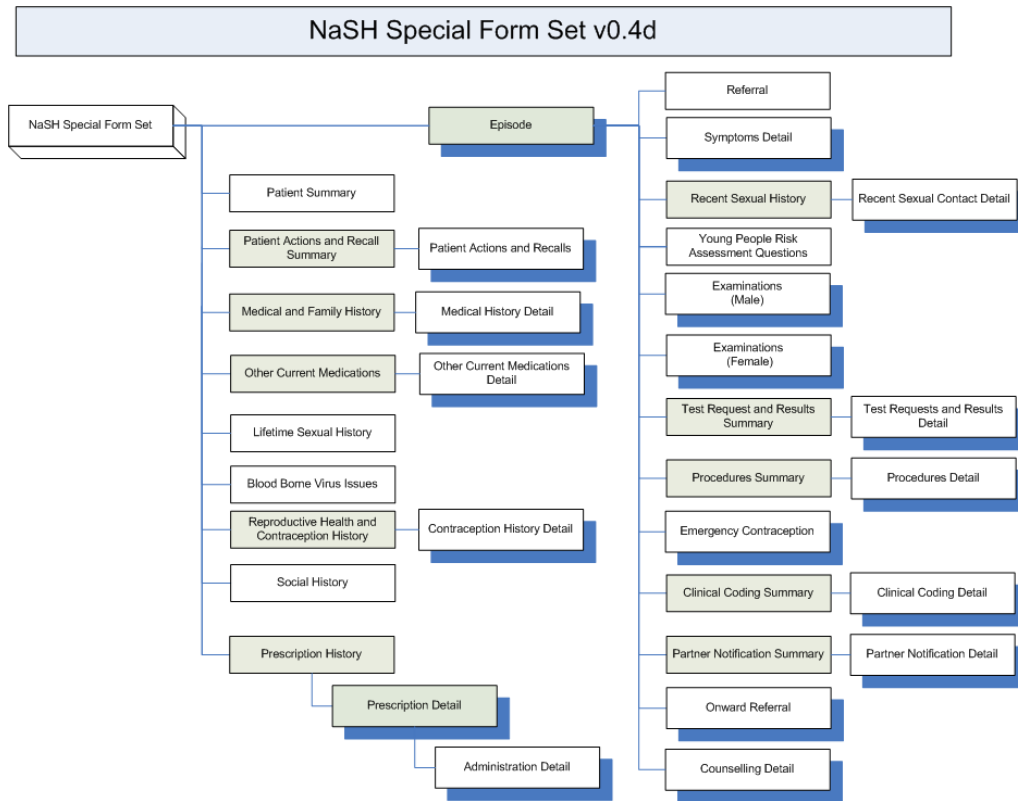 NaSH Special Form Set v0.4d
NaSH Special Form Set
Episode
Patient Summary
Patient Actions and Recall
Summary
Patient Actions and Recalls
Medical and Family History
Medical History Detail
Other Current Medications
Other Current Medications
Detail
Lifetime Sexual History
Blood Borne Virus Issues
Reproductive Health and
Contraception History
Contraception History Detail
Social History
Prescription History
Prescription Detail
Administration Detail
Referral
Symptoms Detail
Recent Sexual History
Recent Sexual Contact Detail
Young People Risk
Assessment Questions
Examinations
(Male)
Examinations
(Female)
Test Request and Results
Summary
Test Requests and Results
Detail
Procedures Summary
Procedures Detail
Emergency Contraception
Clinical Coding Summary
Clinical Coding Detail
Partner Notification Summary
Partner Notification Detail
Onward Referral
Counselling Detail